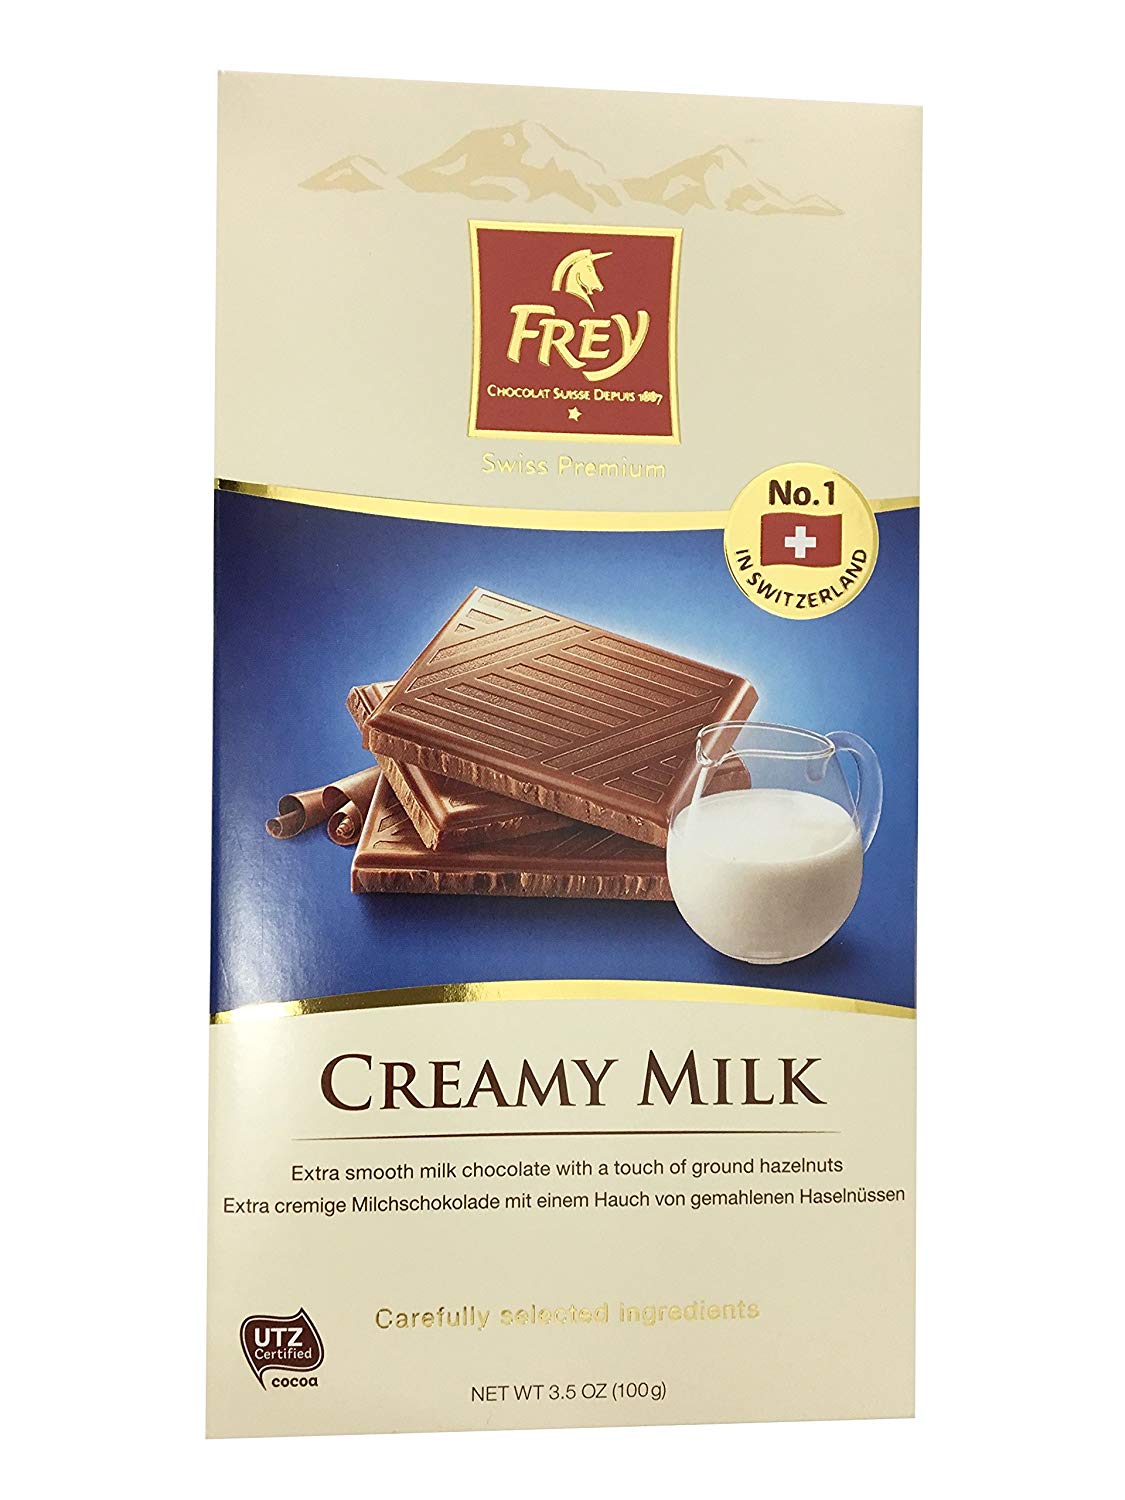 FREY
CHOCOLAT SUISSE DEPUIS 1887
Swiss Premium
No.1
IN SWITZERLAND
CREAMY MILK
Extra smooth milk chocolate with a touch of ground hazelnuts
Extra cremige Milchschokolade mit einem Hauch von gemahlenen Haselnüssen
Carefully selected ingredients
UTZ
Certified
cocoa
NET WT 3.5 OZ (100g)